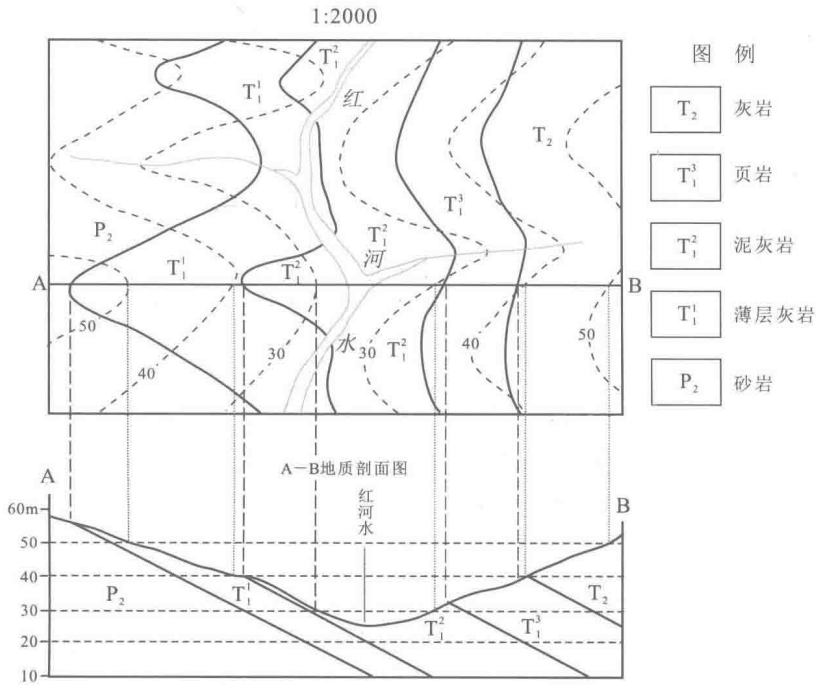 1:2000
图例
T₂ 灰岩
T₁³ 页岩
T₁² 泥灰岩
T₁¹ 薄层灰岩
P₂ 砂岩
T₁²
T₁¹
红
T₂
T₁³
P₂
T₁²
T₁¹
T₁²
河
A
B
50
30
水
30
T₁²
40
50
40
A-B地质剖面图
A
红河水
B
60m
50
40
30
20
10
P₂
T₁¹
T₁²
T₁³
T₂